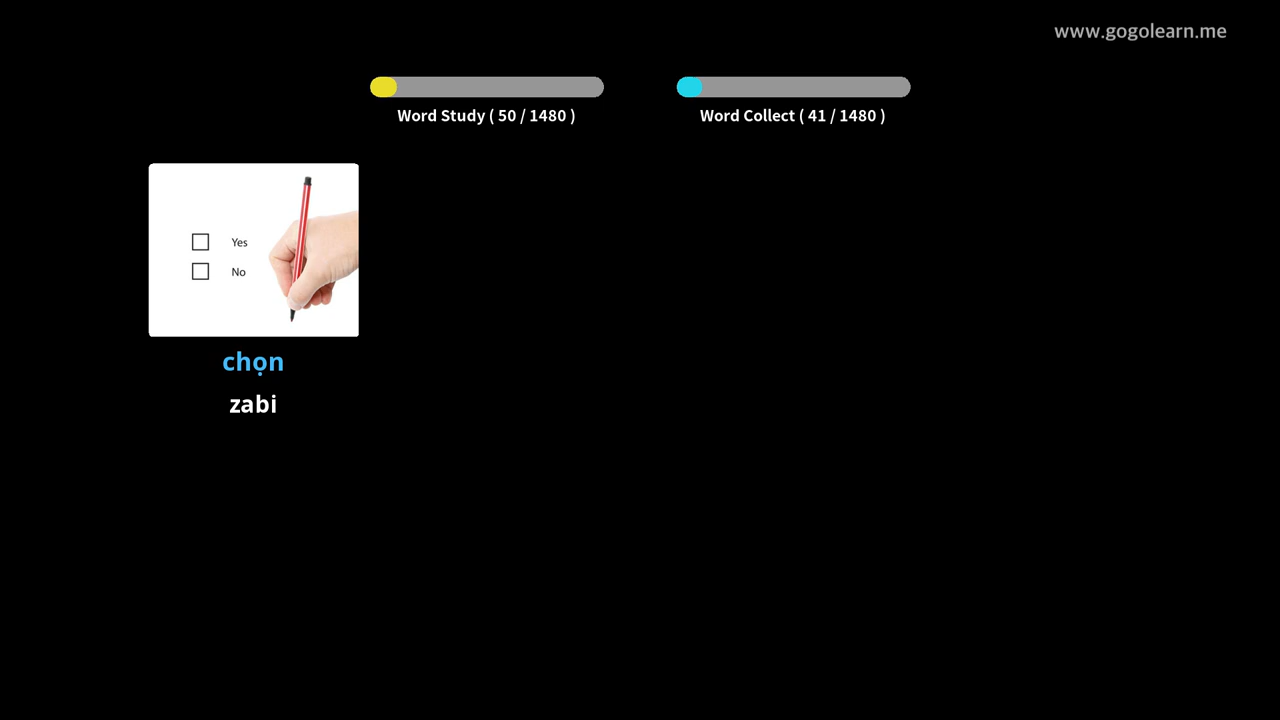 www.gogolearn.me
Word Study ( 50 / 1480 )
Word Collect ( 41 / 1480 )
Yes
No
chọn
zabi